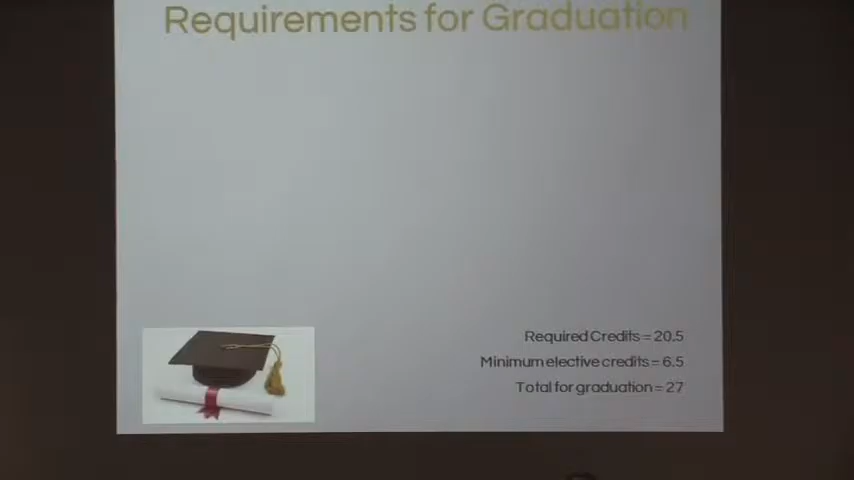 Requirements for Graduation
Required Credits = 20.5
Minimum elective credits = 6.5
Total for graduation = 27